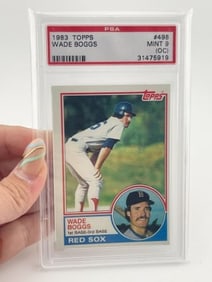 PSA
1983 TOPPS #498
WADE BOGGS MINT 9
(OC)
31475919
Topps
WADE
BOGGS
1st BASE-3rd BASE
RED SOX